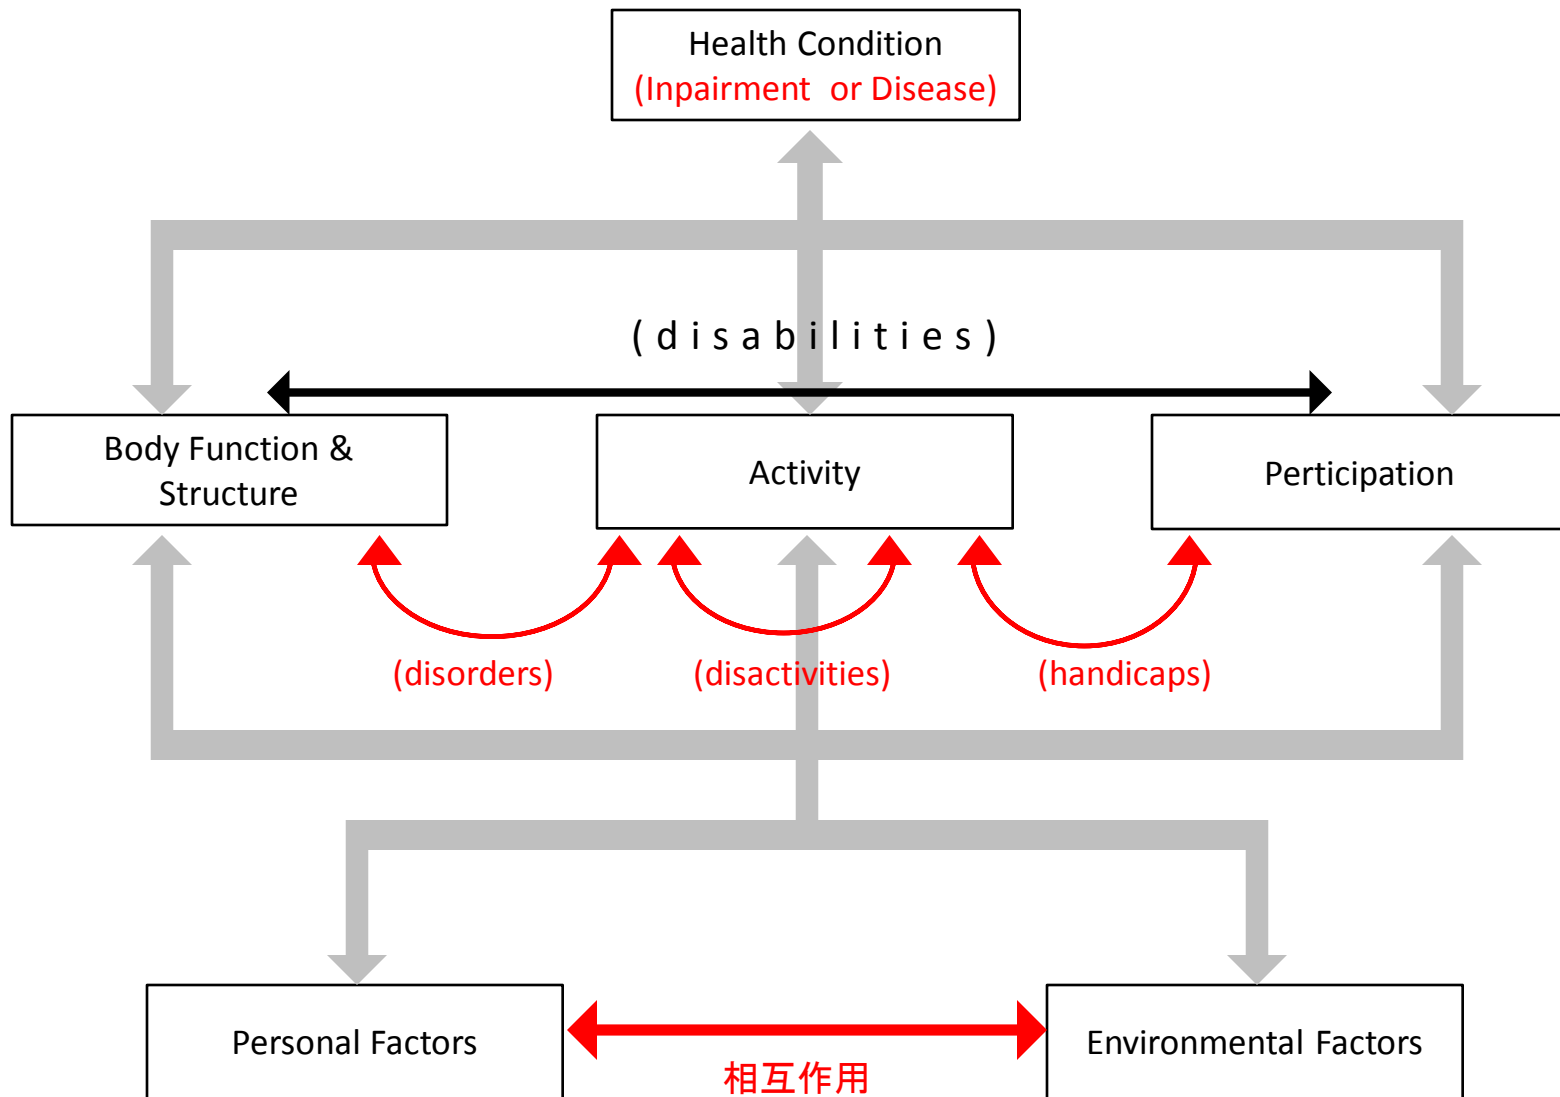 Health Condition
(Inpairment or Disease)
(disabilities)
Body Function &
Structure
Activity
Perticipation
(disorders)
(disactivities)
(handicaps)
Personal Factors
Environmental Factors
相互作用